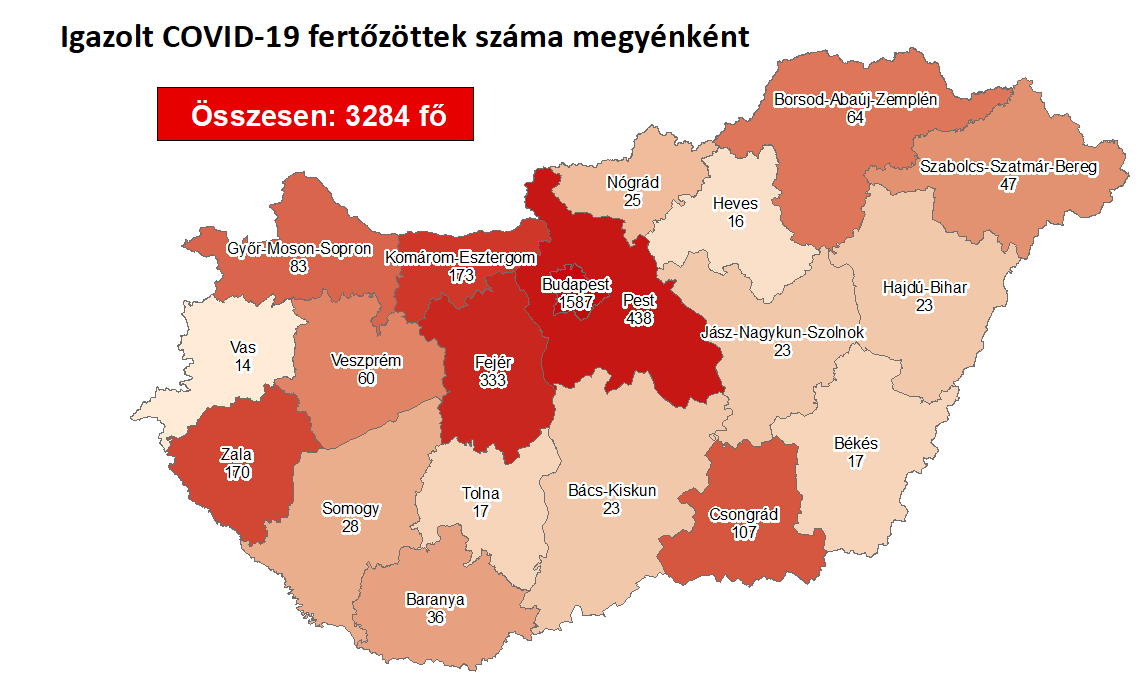 Igazolt COVID-19 fertőzöttek száma megyénként
Összesen: 3284 fő
Borsod-Abaúj-Zemplén
64
Szabolcs-Szatmár-Bereg
47
Nógrád
25
Heves
16
Győr-Moson-Sopron
83
Komárom-Esztergom
173
Budapest
1587
Pest
438
Hajdú-Bihar
23
Jász-Nagykun-Szolnok
23
Vas
14
Veszprém
60
Fejér
333
Békés
17
Zala
170
Somogy
28
Tolna
17
Bács-Kiskun
23
Csongrád
107
Baranya
36